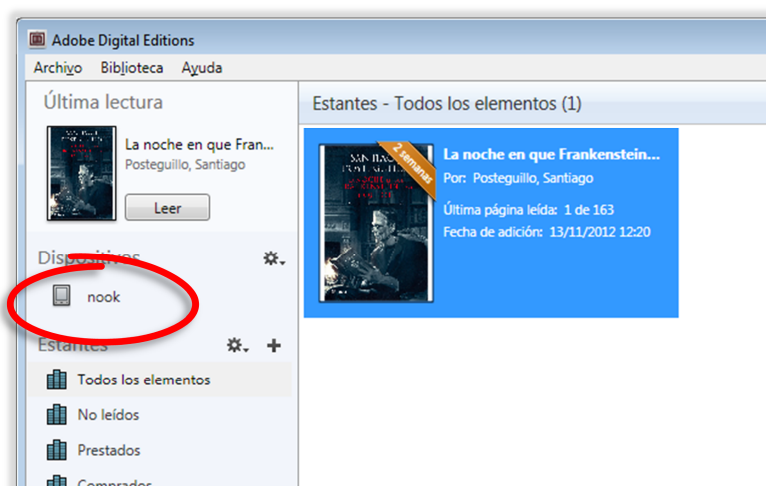 Adobe Digital Editions
Archivo Biblioteca Ayuda
Última lectura
La noche en que Fran...
Posteguillo, Santiago
Leer
Dispositivos
nook
Estantes
Todos los elementos
No leídos
Prestados
Comprados
Estantes - Todos los elementos (1)
2 semanas
La noche en que Frankenstein...
Por: Posteguillo, Santiago
Última página leída: 1 de 163
Fecha de adición: 13/11/2012 12:20